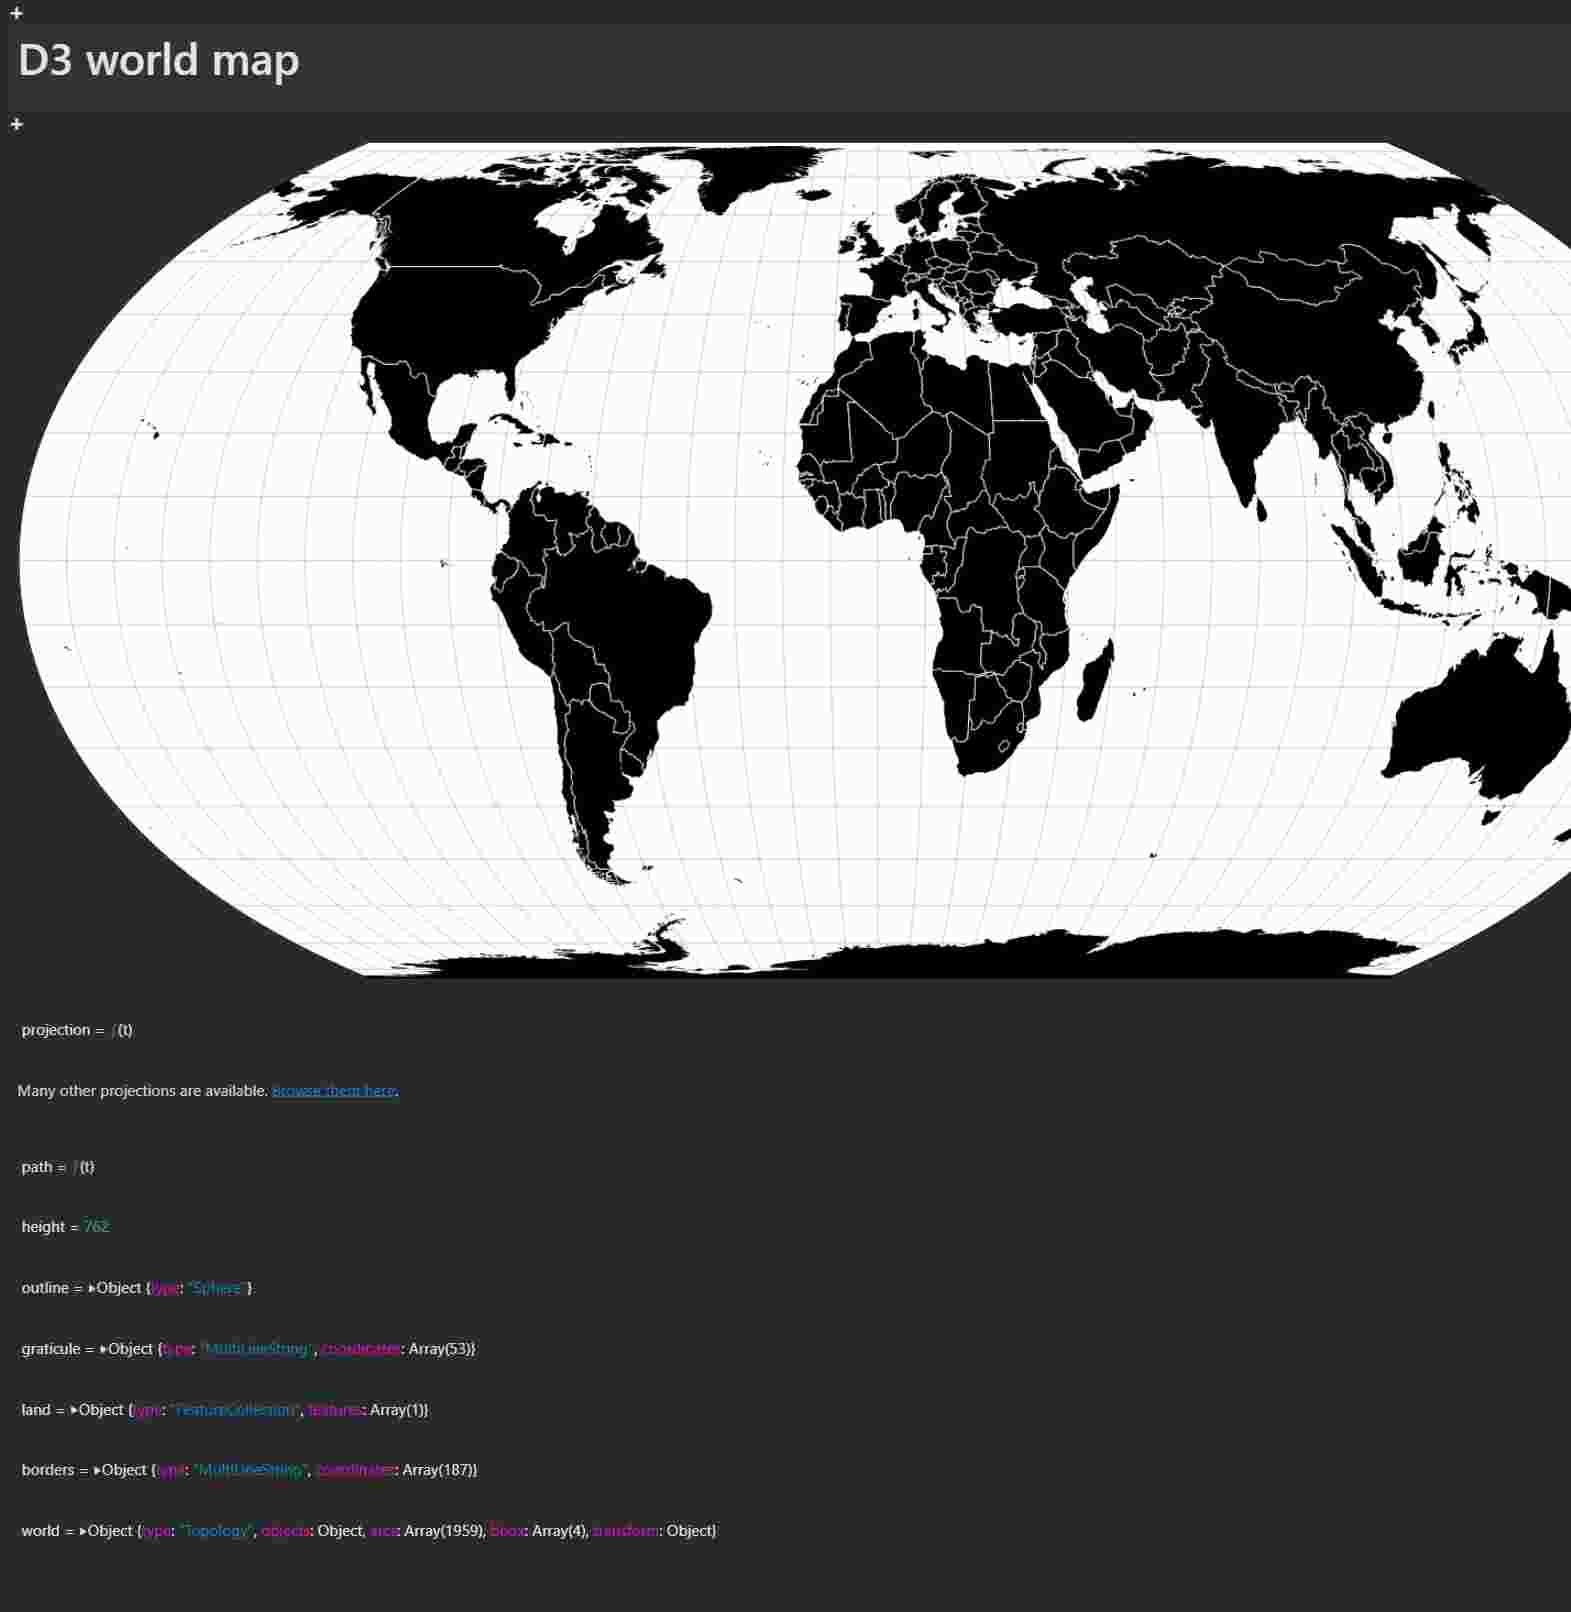 +
D3 world map
+
projection = ƒ(t)
Many other projections are available. Browse them here.
path = ƒ(t)
height = 762
outline = ▸Object {type: "Sphere"}
graticule = ▸Object {type: "MultiLineString", coordinates: Array(53)}
land = ▸Object {type: "FeatureCollection", features: Array(1)}
borders = ▸Object {type: "MultiLineString", coordinates: Array(187)}
world = ▸Object {type: "Topology", objects: Object, arcs: Array(1959), bbox: Array(4), transform: Object}